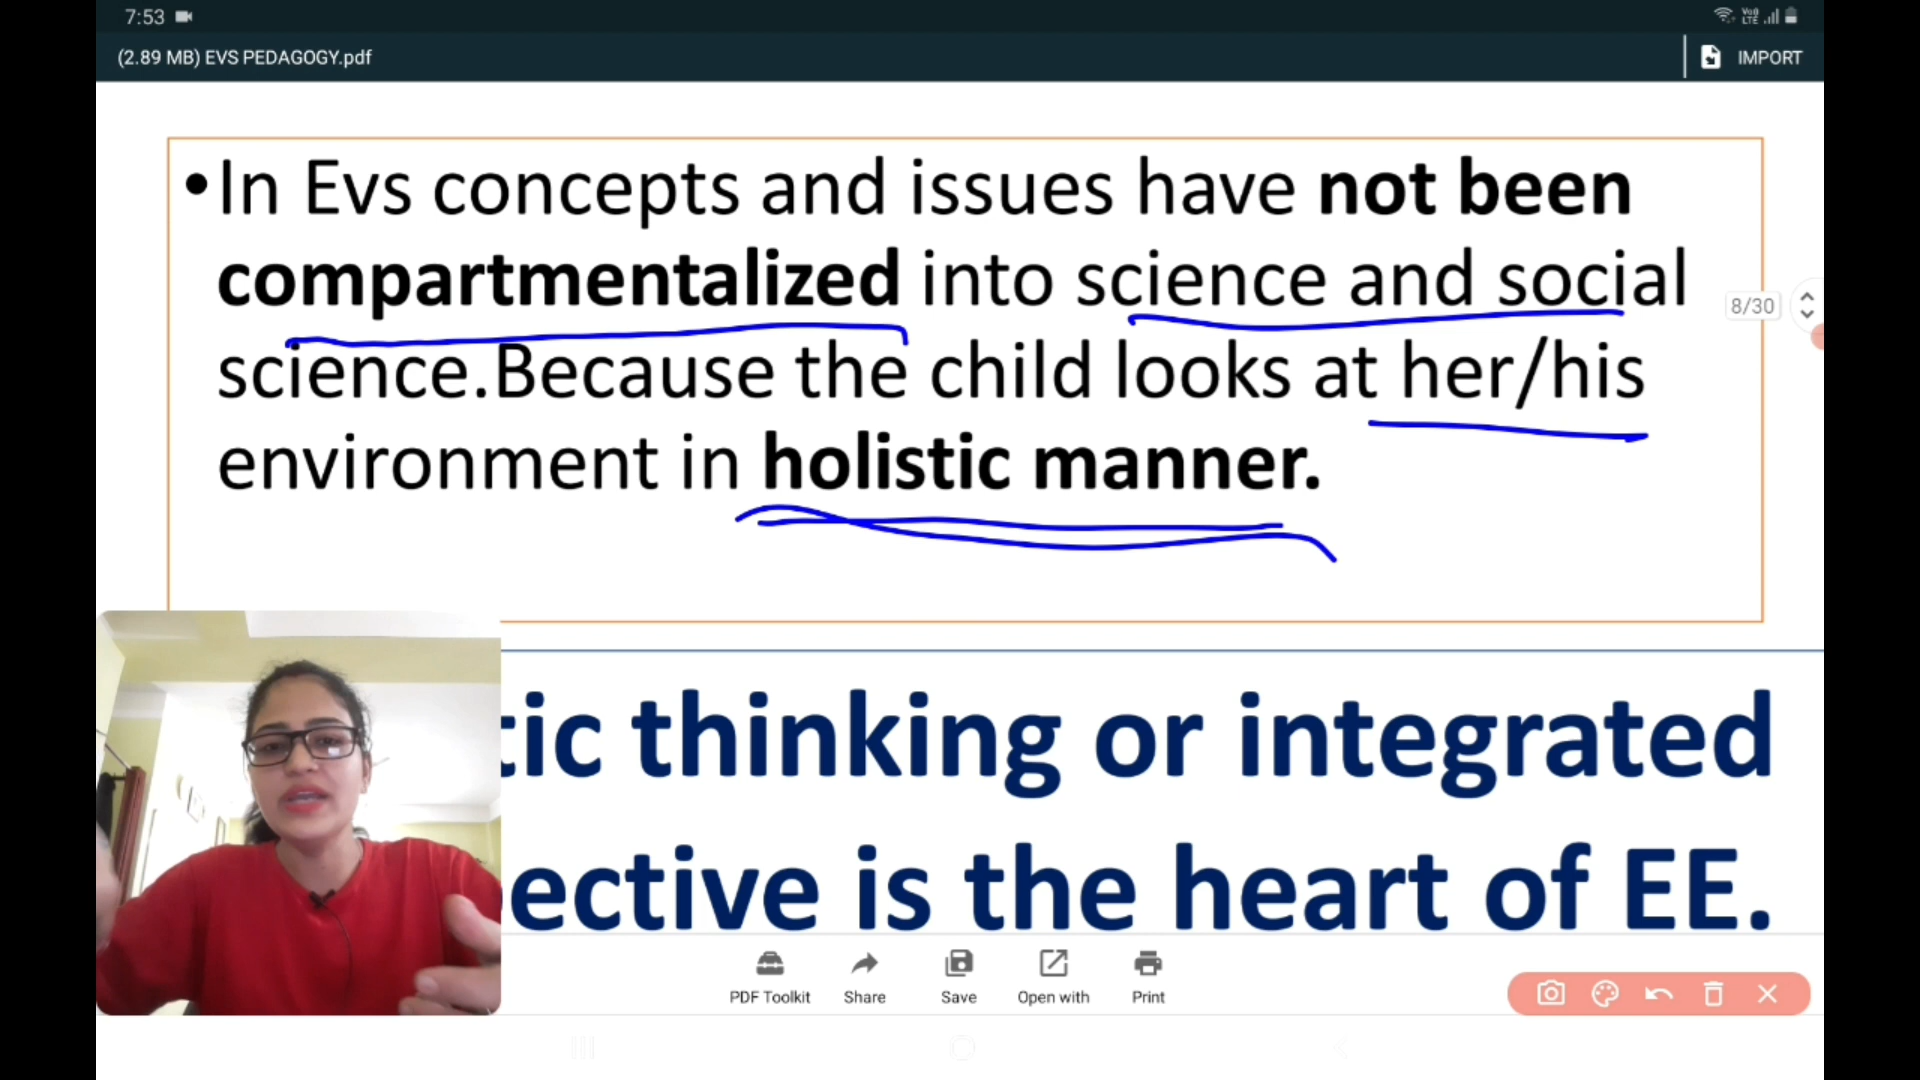 7:53
Vo) LTE
(2.89 MB) EVS PEDAGOGY.pdf
IMPORT
•In Evs concepts and issues have not been
compartmentalized into science and social
science.Because the child looks at her/his
environment in holistic manner.
8/30
tic thinking or integrated
ective is the heart of EE.
PDF Toolkit
Share
Save
Open with
Print